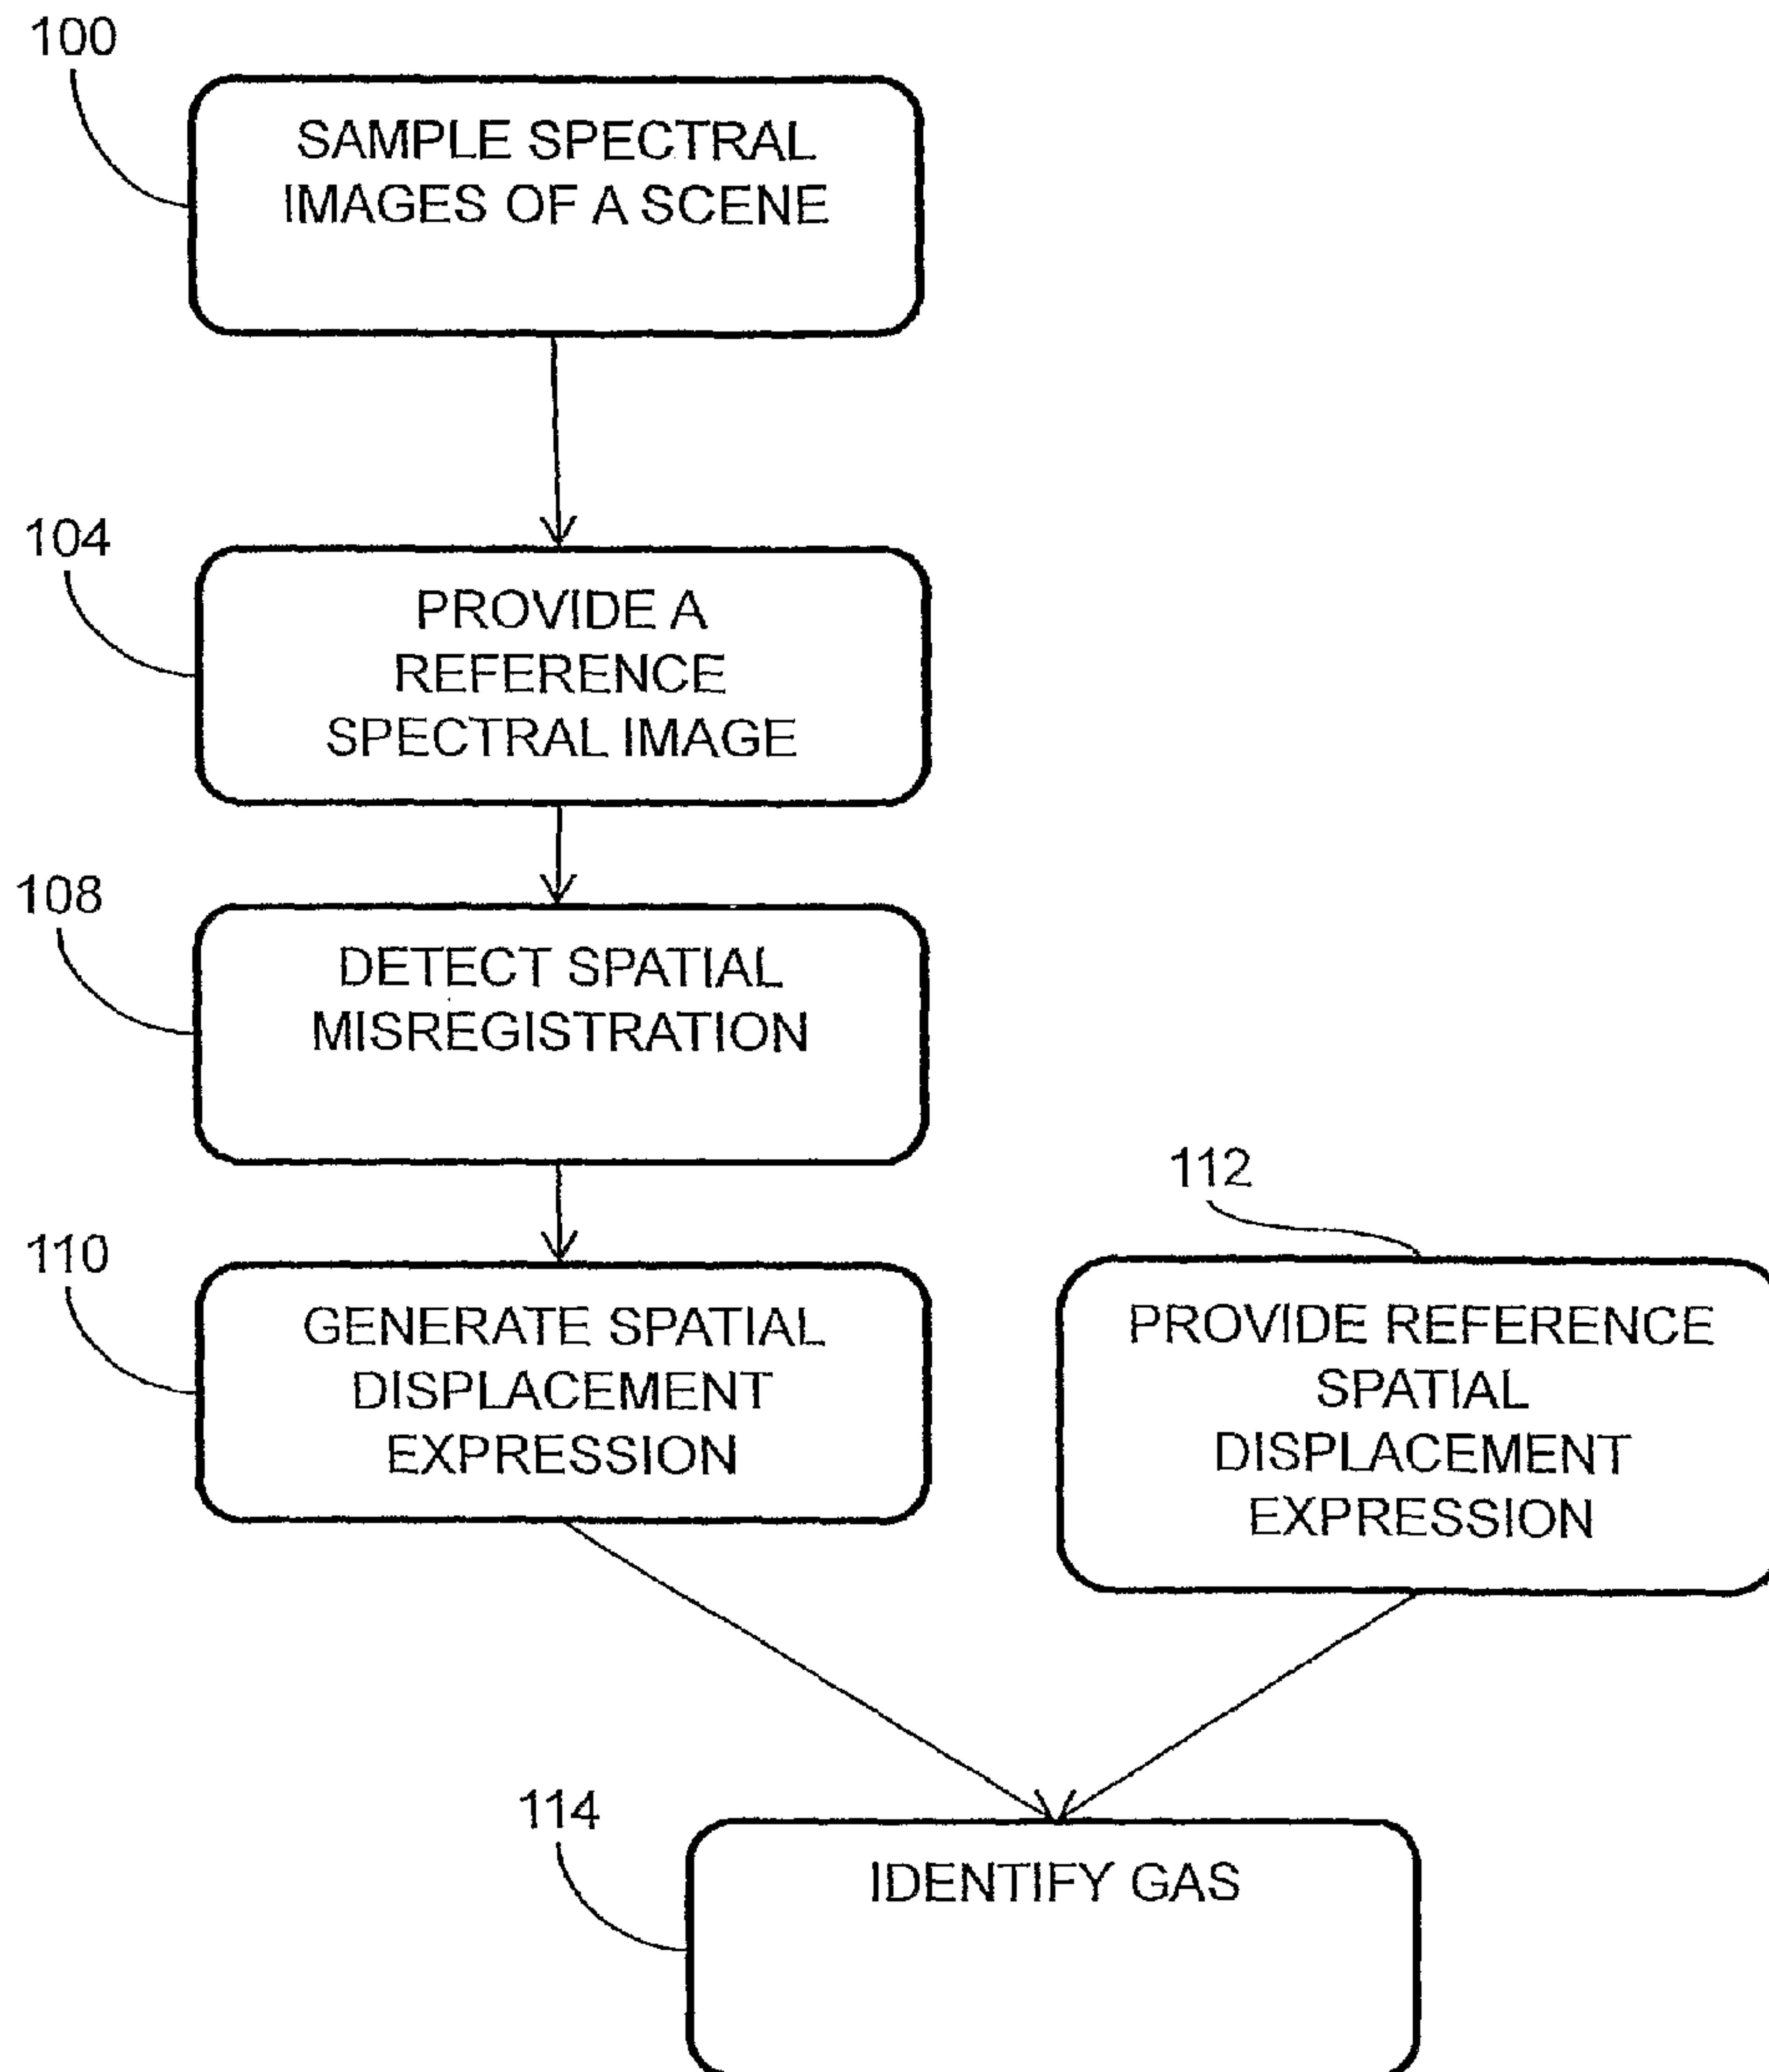 100
SAMPLE SPECTRAL
IMAGES OF A SCENE
104
PROVIDE A
REFERENCE
SPECTRAL IMAGE
108
DETECT SPATIAL
MISREGISTRATION
110
GENERATE SPATIAL
DISPLACEMENT
EXPRESSION
112
PROVIDE REFERENCE
SPATIAL
DISPLACEMENT
EXPRESSION
114
IDENTIFY GAS